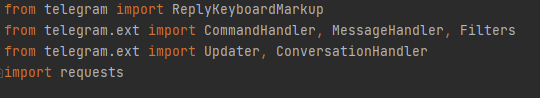 from telegram import ReplyKeyboardMarkup
from telegram.ext import CommandHandler, MessageHandler, Filters
from telegram.ext import Updater, ConversationHandler
import requests